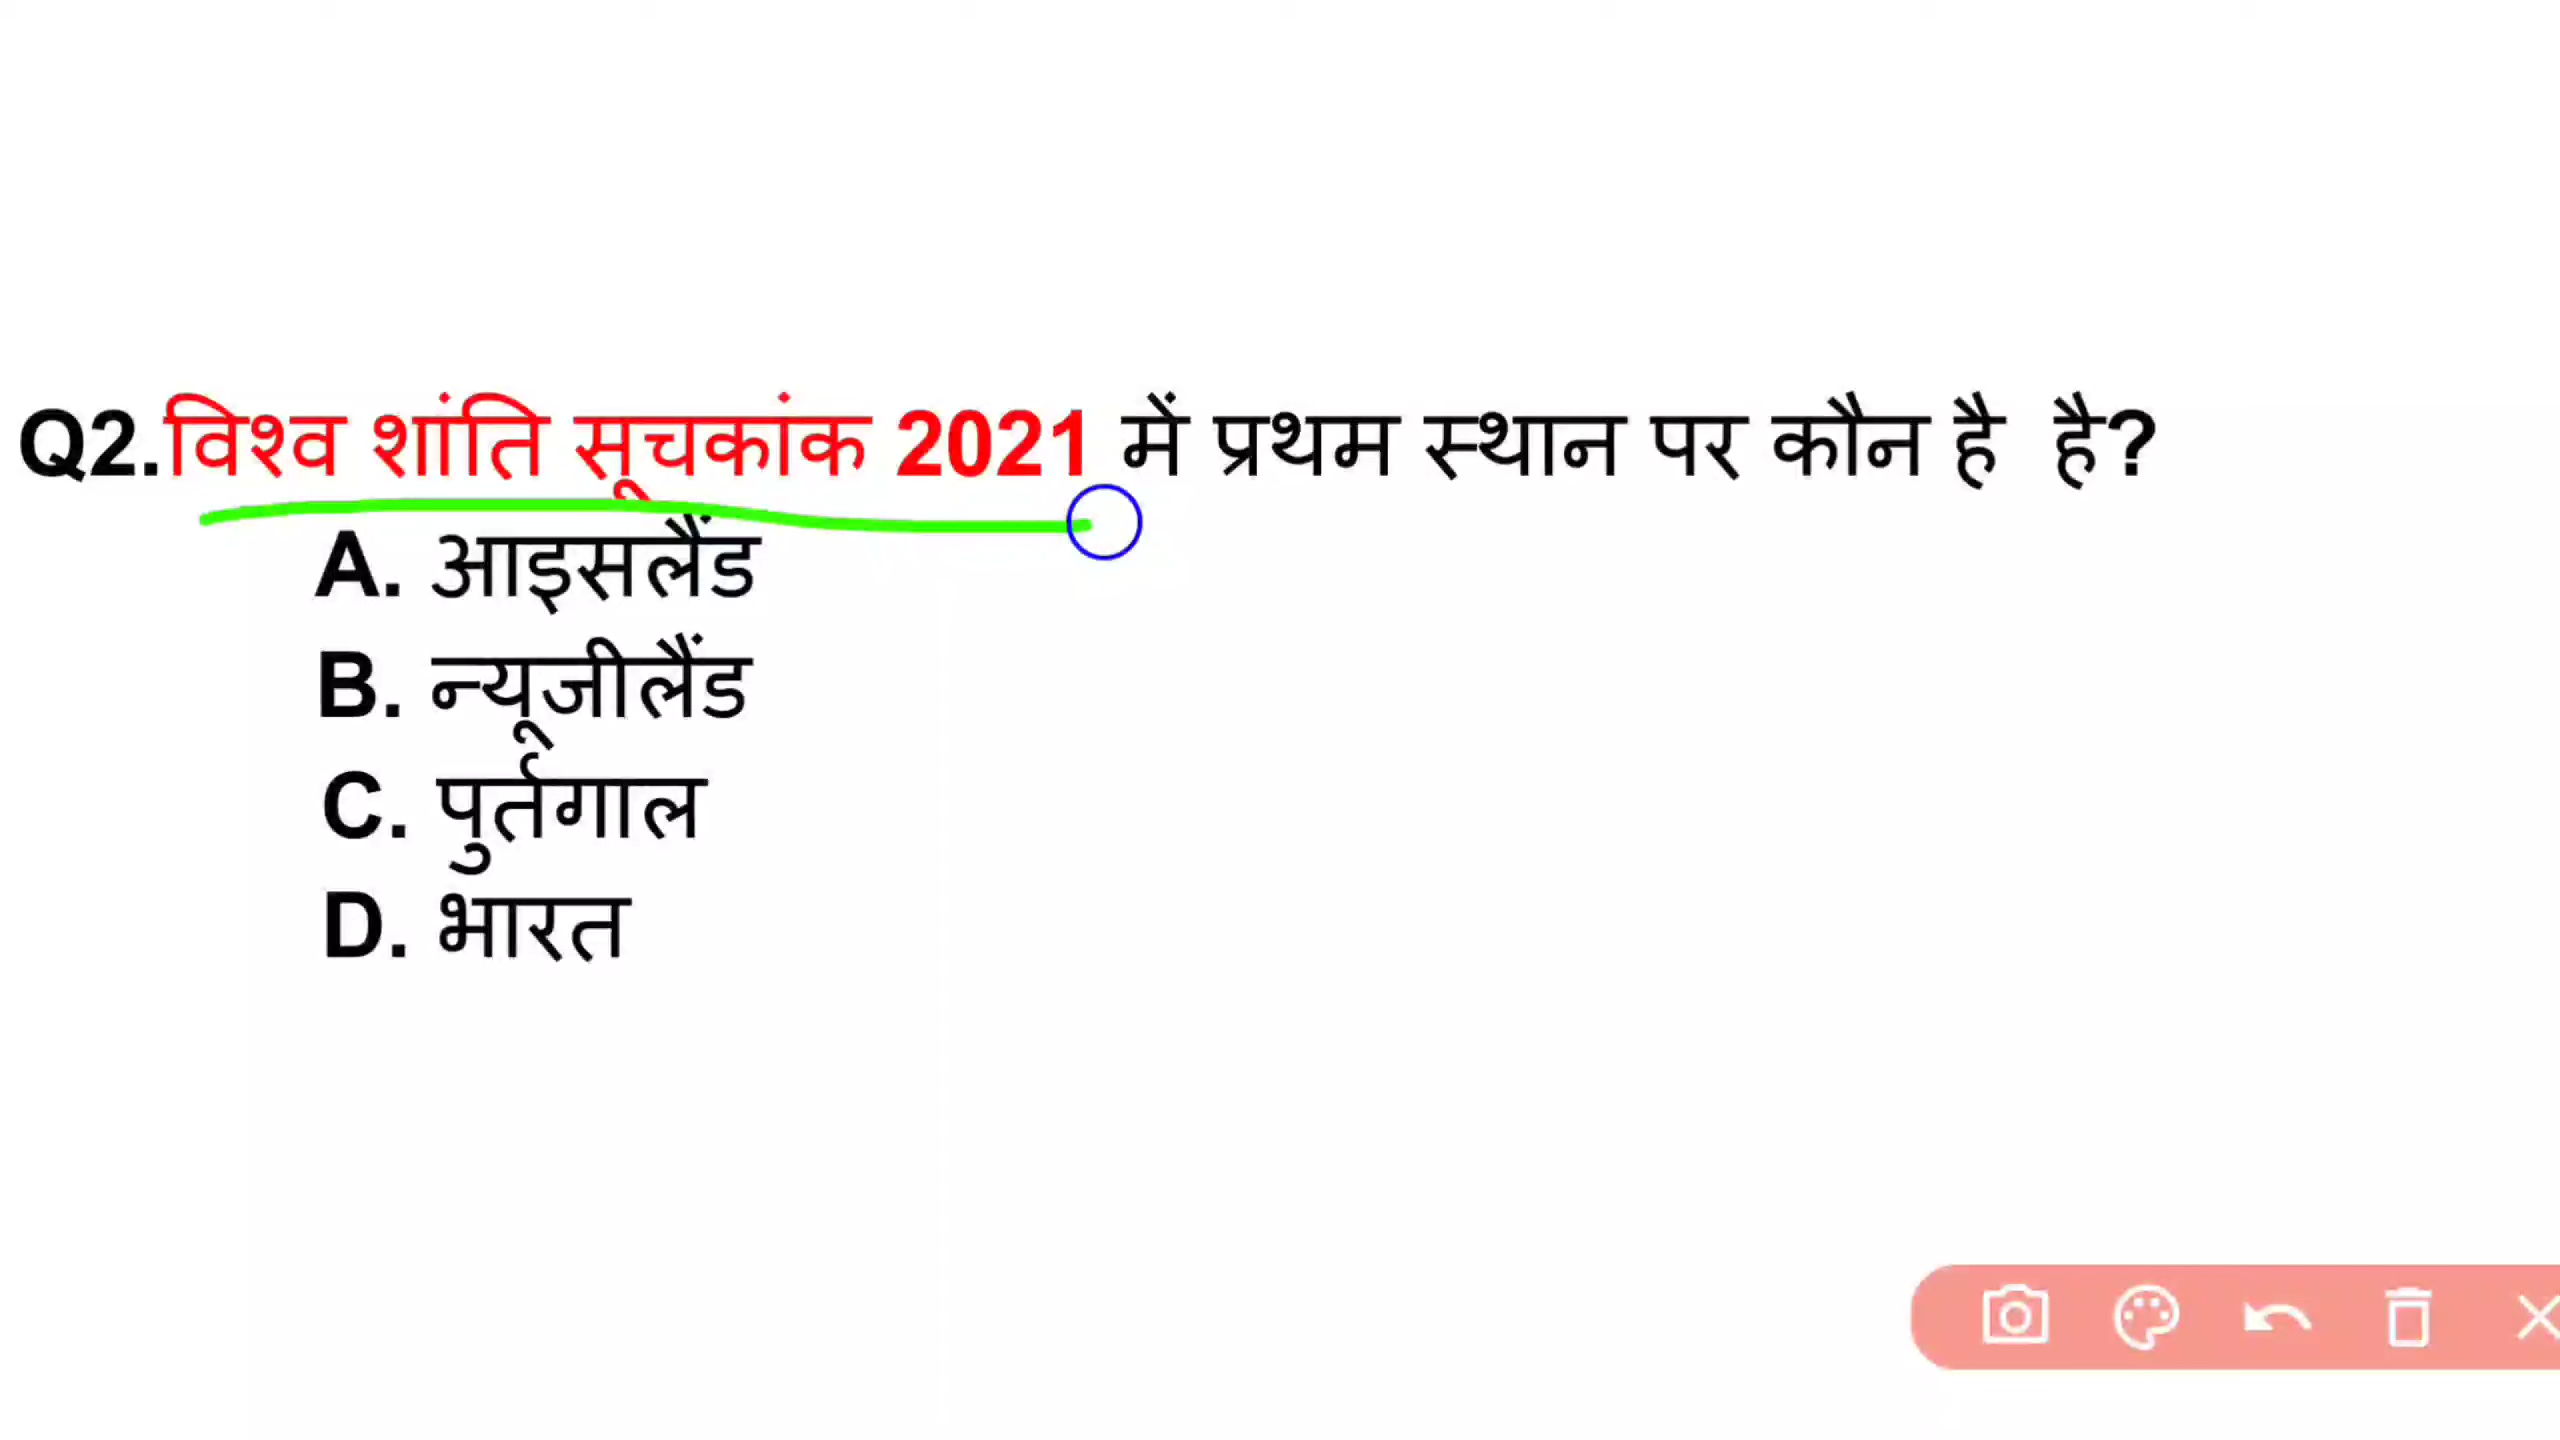 Q2.विश्व शांति सूचकांक 2021 में प्रथम स्थान पर कौन है है?
A. आइसलैंड
B. न्यूजीलैंड
C. पुर्तगाल
D. भारत